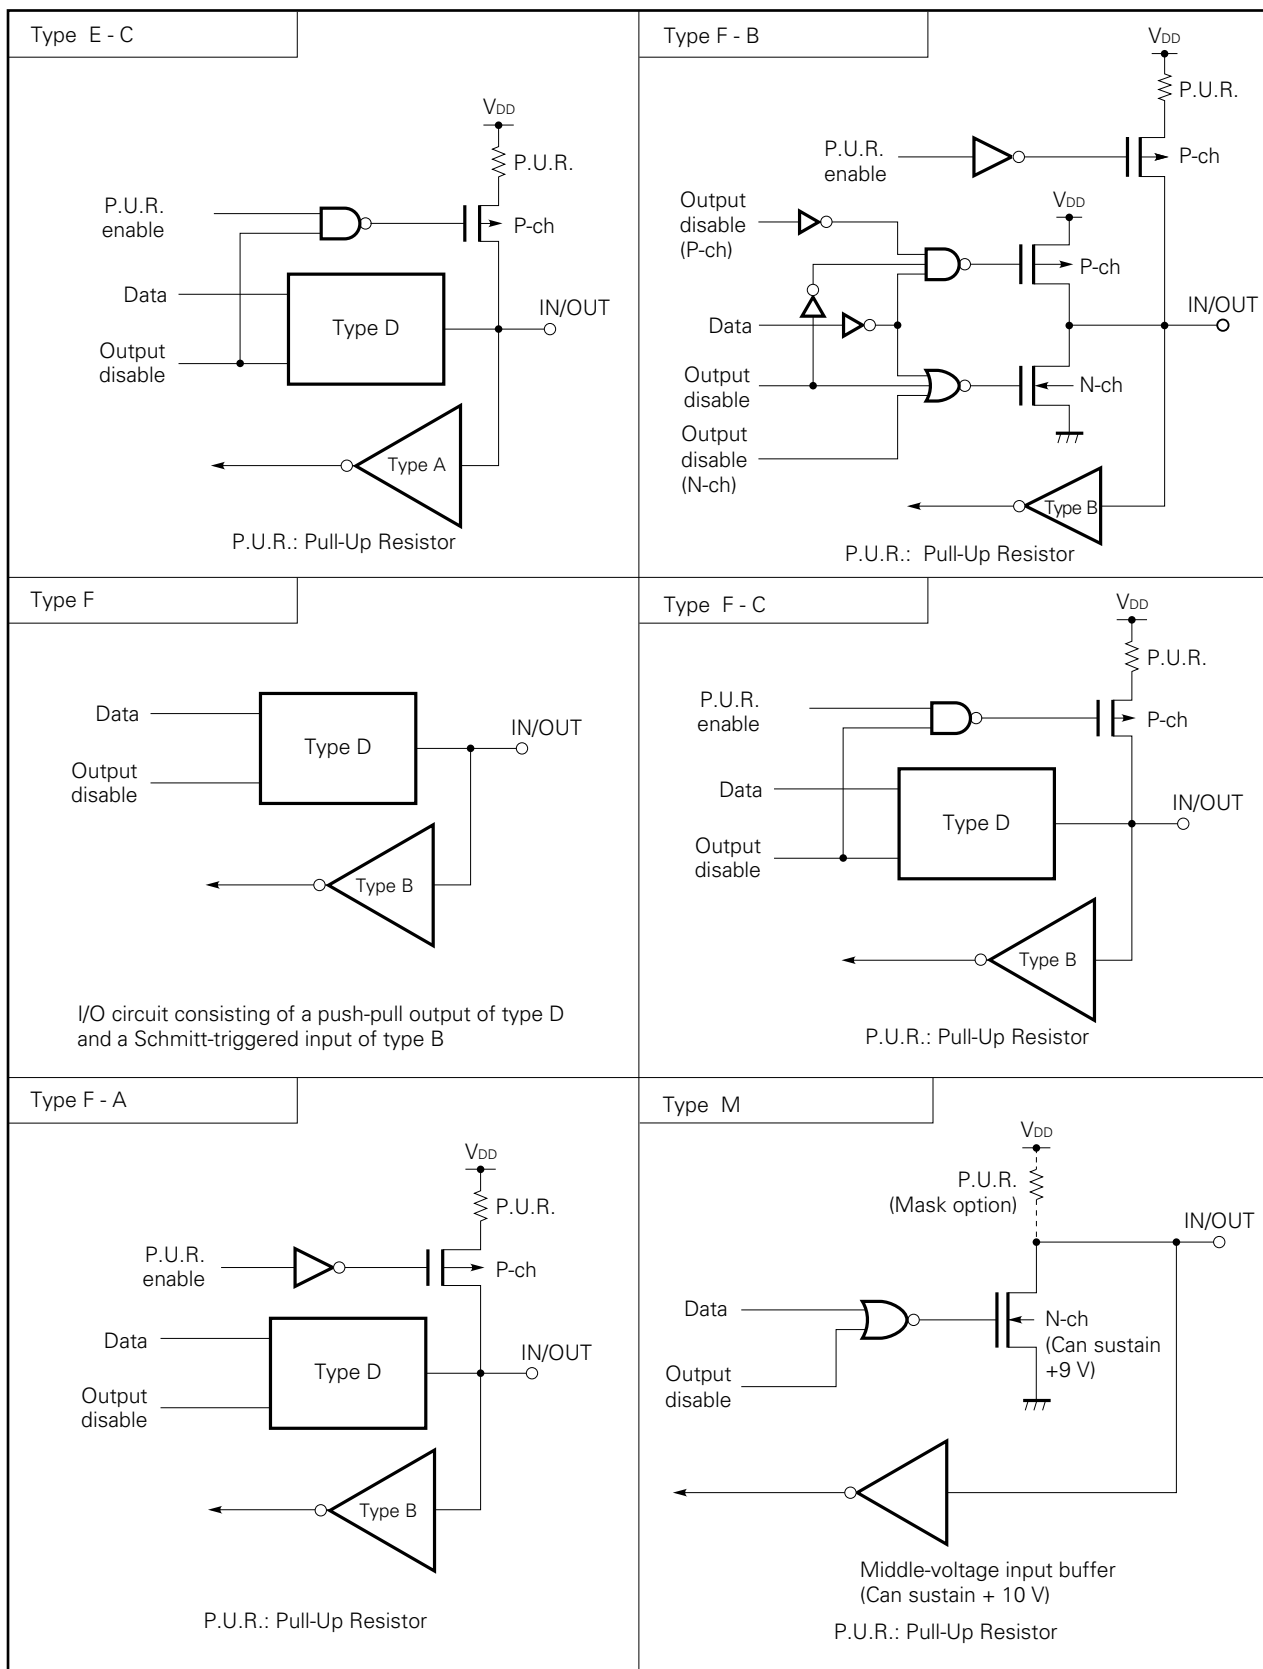 Type E - C
VDD
P.U.R.
P.U.R.
enable
P-ch
Data
Type D
IN/OUT
Output
disable
Type A
P.U.R.: Pull-Up Resistor
Type F - B
VDD
P.U.R.
P.U.R.
enable
P-ch
Output
disable
(P-ch)
VDD
P-ch
IN/OUT
Data
Output
disable
N-ch
Output
disable
(N-ch)
Type B
P.U.R.: Pull-Up Resistor
Type F
Data
Type D
IN/OUT
Output
disable
Type B
I/O circuit consisting of a push-pull output of type D
and a Schmitt-triggered input of type B
Type F - C
VDD
P.U.R.
P.U.R.
enable
P-ch
Data
Type D
IN/OUT
Output
disable
Type B
P.U.R.: Pull-Up Resistor
Type F - A
VDD
P.U.R.
P.U.R.
enable
P-ch
Data
Type D
IN/OUT
Output
disable
Type B
P.U.R.: Pull-Up Resistor
Type M
VDD
P.U.R.
(Mask option)
IN/OUT
Data
N-ch
(Can sustain
+9 V)
Output
disable
Middle-voltage input buffer
(Can sustain + 10 V)
P.U.R.: Pull-Up Resistor